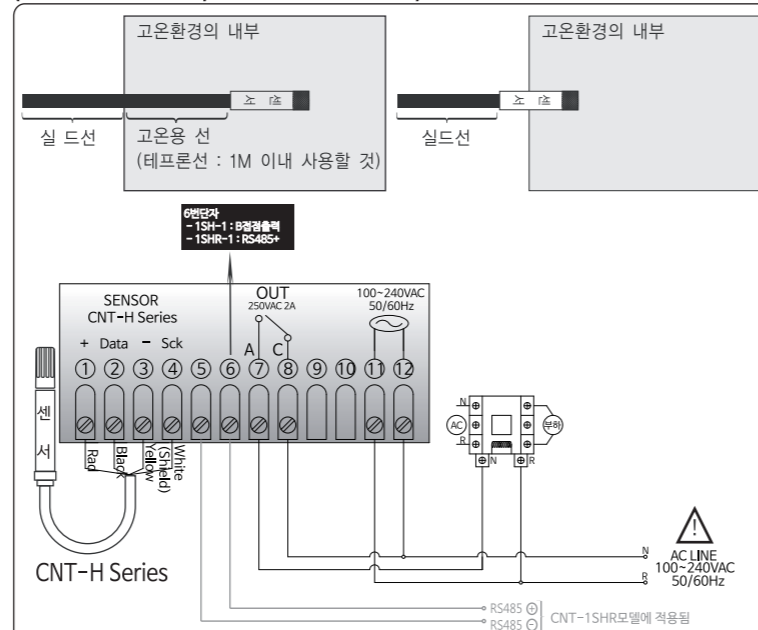 고온환경의 내부
고온환경의 내부
센 서
센 서
실 드선
고온용 선
(테프론선 : 1M 이내 사용할 것)
실드선
6번단자
- 1SH-1 : B접점출력
- 1SHR-1 : RS485+
SENSOR
CNT-H Series
OUT
250VAC 2A
100~240VAC
50/60Hz
+ Data - Sck
A C
① ② ③ ④ ⑤ ⑥ ⑦ ⑧ ⑨ ⑩ ⑪ ⑫
센
서
Rad
Black
Yellow
(Shield)
White
N
AC
R
부하
N R
CNT-H Series
N
R
AC LINE
100~240VAC
50/60Hz
RS485 ⊕
RS485 ⊖
CNT-1SHR모델에 적용됨